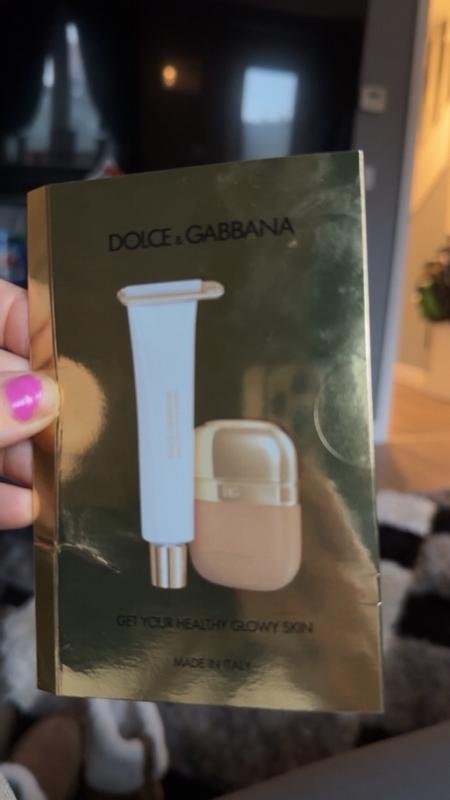 DOLCE & GABBANA
GET YOUR HEALTHY GLOWY SKIN
MADE IN ITALY